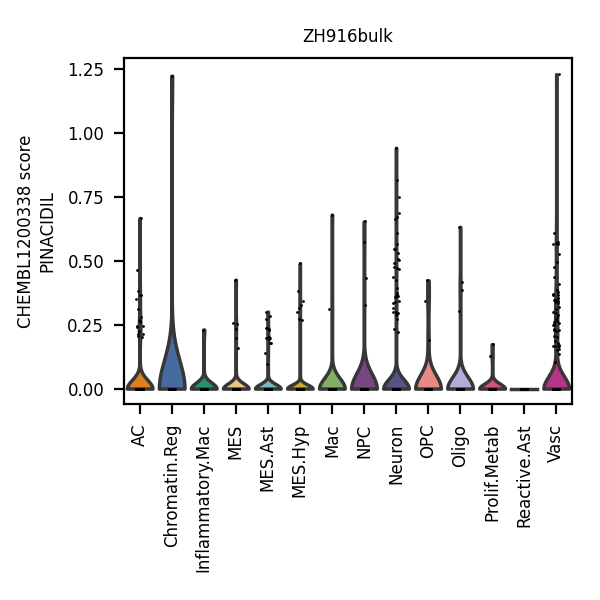 ZH916bulk
CHEMBL1200338 score
PINACIDIL
1.25
1.00
0.75
0.50
0.25
0.00
AC
Chromatin.Reg
Inflammatory.Mac
MES
MES.Ast
MES.Hyp
Mac
NPC
Neuron
OPC
Oligo
Prolif.Metab
Reactive.Ast
Vasc